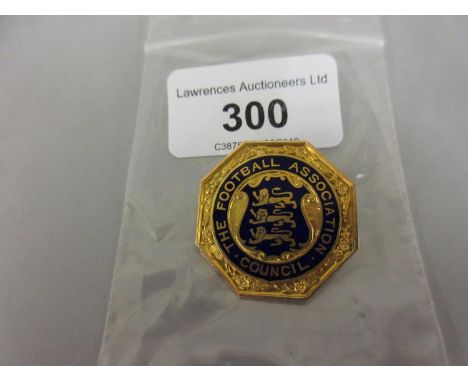 Lawrences Auctioneers Ltd
300
THE FOOTBALL ASSOCIATION
COUNCIL